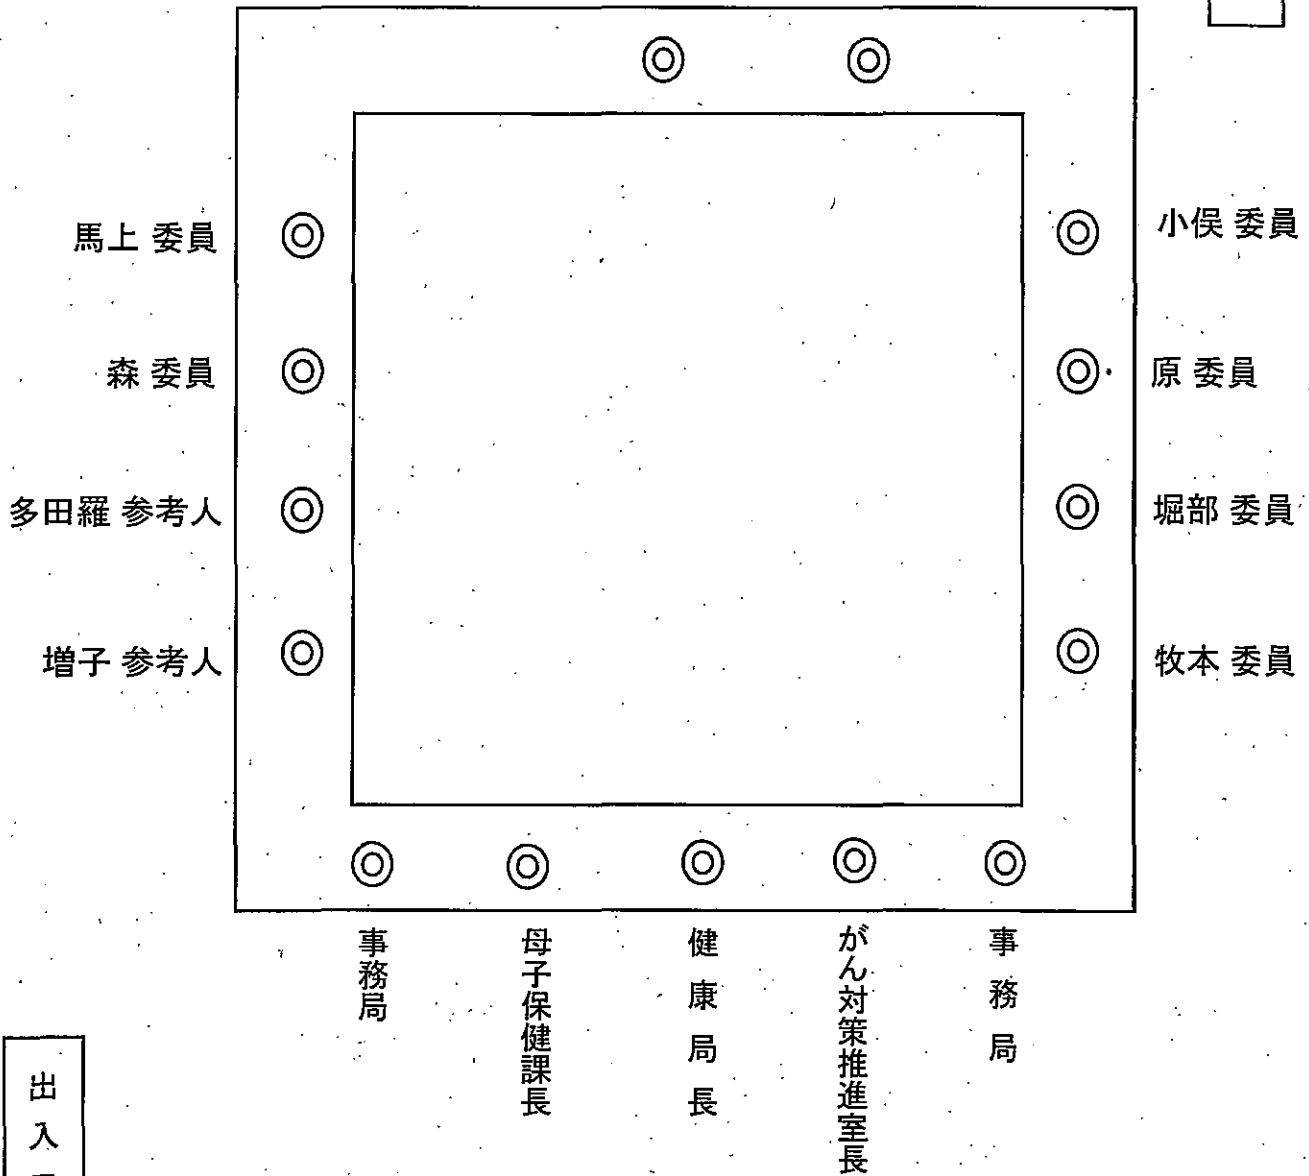 馬上 委員
小俣 委員
森 委員
原 委員
多田羅 参考人
堀部 委員
増子 参考人
牧本 委員
事務局
母子保健課長
健康局長
がん対策推進室長
事務局
出入